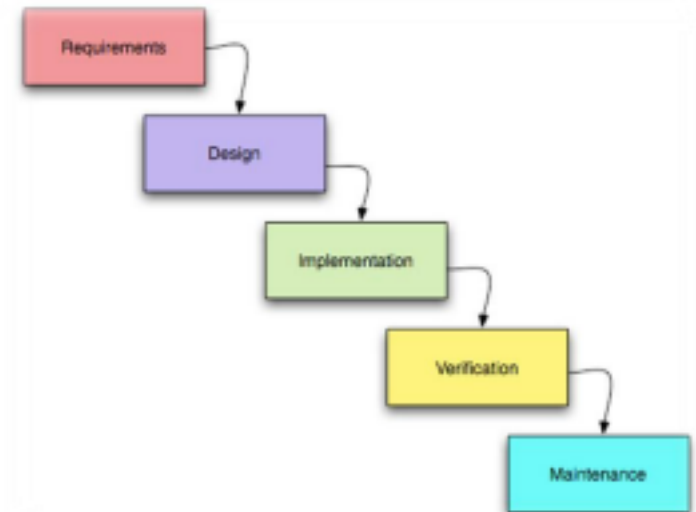 Requirements
Design
Implementation
Verification
Maintenance